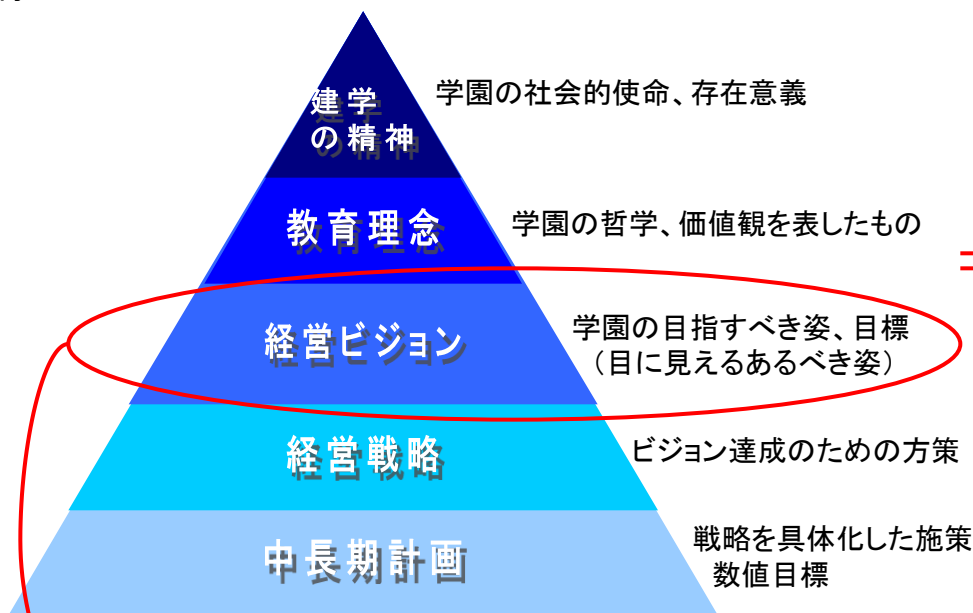 建学
の精神
学園の社会的使命、存在意義
教育理念
学園の哲学、価値観を表したもの
経営ビジョン
学園の目指すべき姿、目標
(目に見えるあるべき姿)
経営戦略
ビジョン達成のための方策
中長期計画
戦略を具体化した施策
数値目標